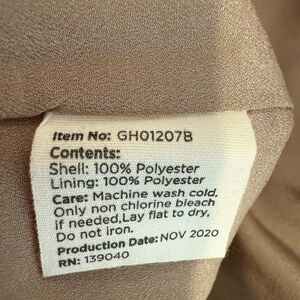 Item No: GH01207B
Contents:
Shell: 100% Polyester
Lining: 100% Polyester
Care: Machine wash cold,
Only non chlorine bleach
if needed,Lay flat to dry,
Do not iron.
Production Date: NOV 2020
RN: 139040